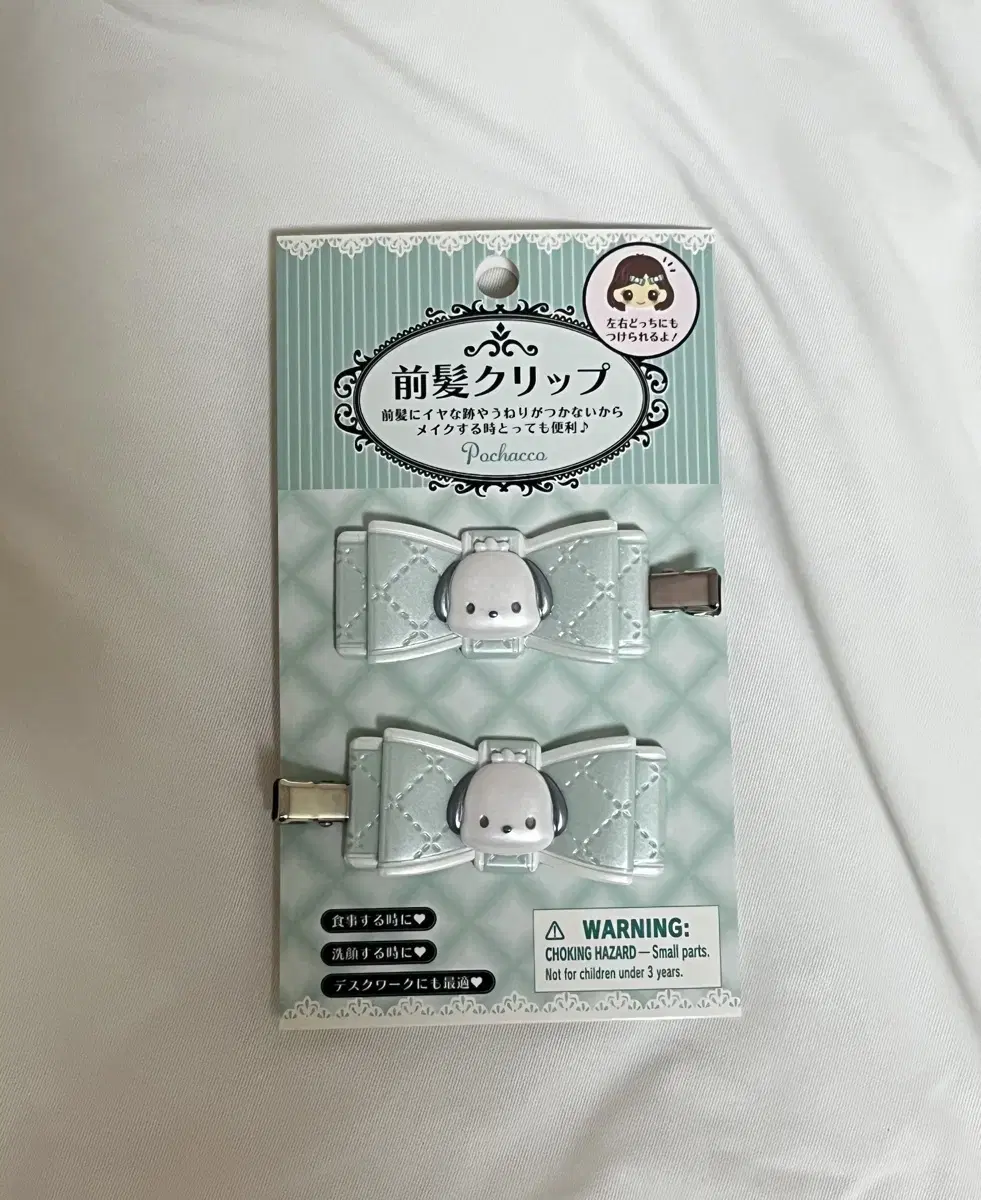 左右どっちにも
つけられるよ!
前髪クリップ
前髪にイヤな跡やうねりがつかないから
メイクする時とっても便利♪
Pochacco
食事する時に♥
洗顔する時に♥
デスクワークにも最適♥
⚠ WARNING:
CHOKING HAZARD — Small parts.
Not for children under 3 years.